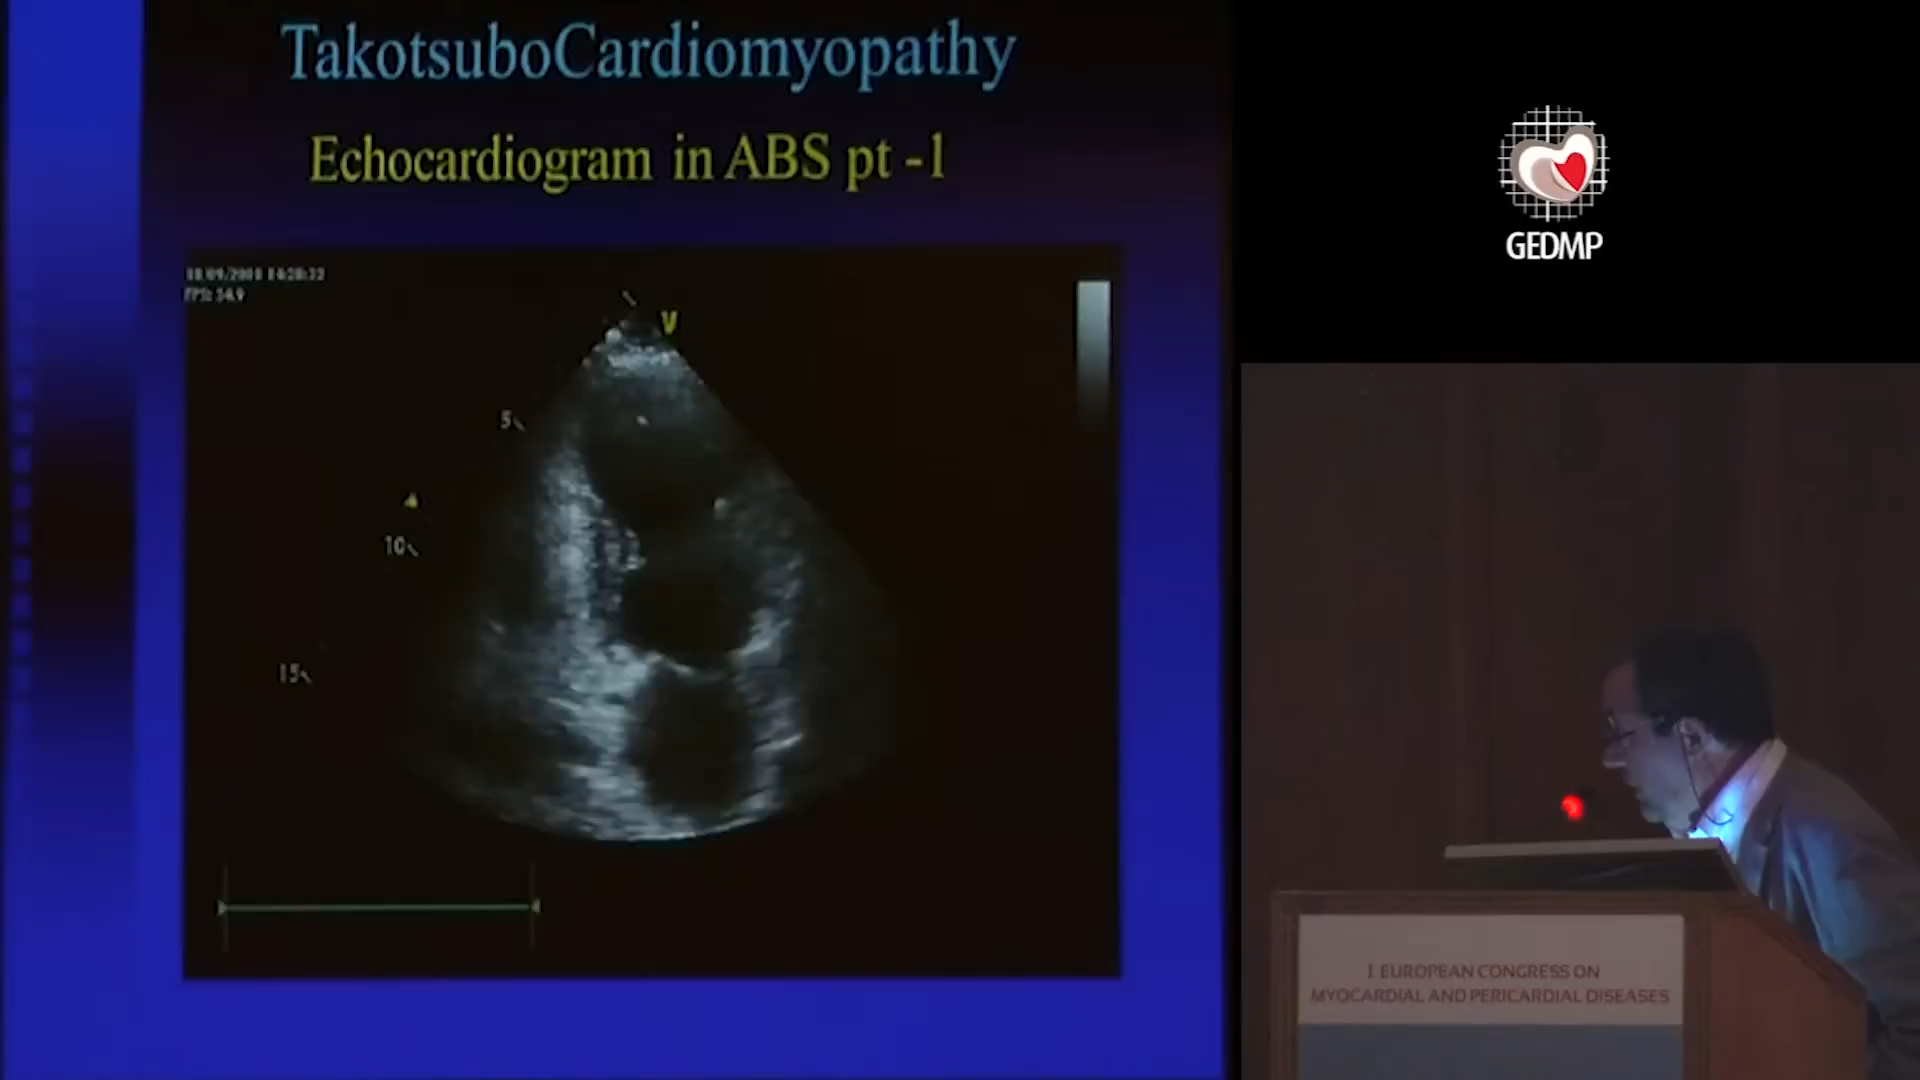 TakotsuboCardiomyopathy
Echocardiogram in ABS pt -1
V
5
10
15
GEDMP
I EUROPEAN CONGRESS ON
MYOCARDIAL AND PERICARDIAL DISEASES